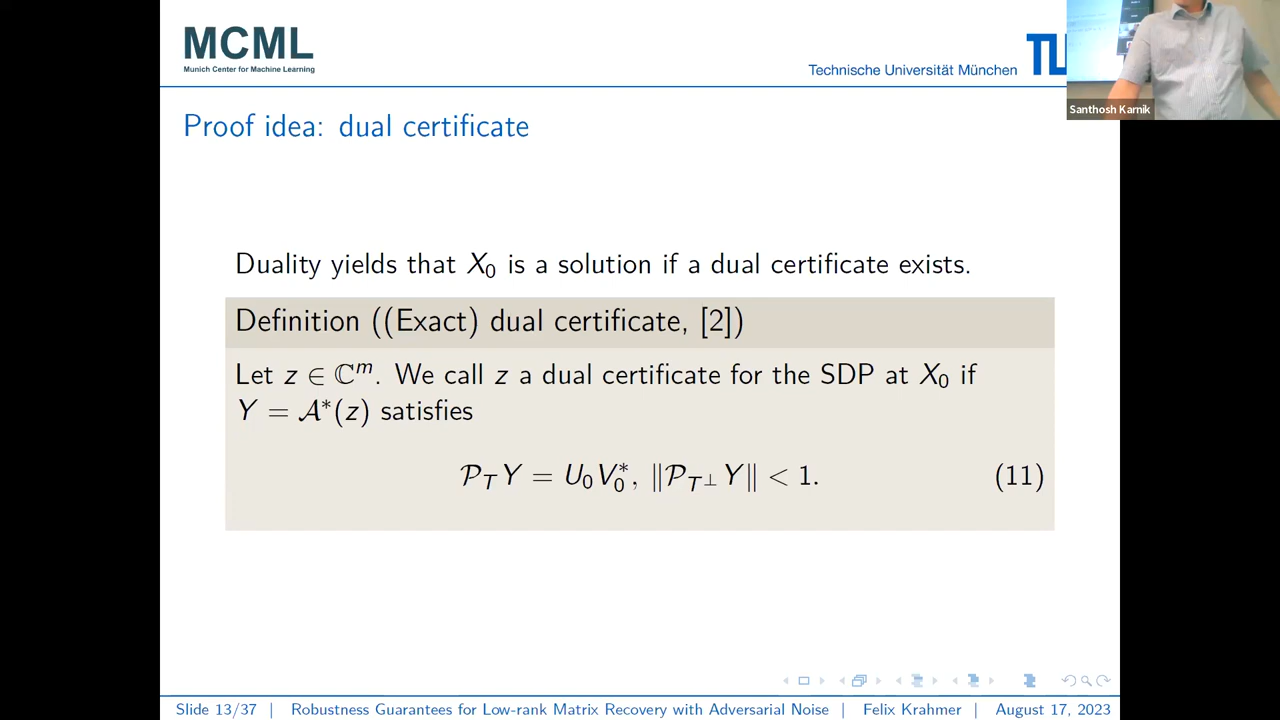 MCML
Munich Center for Machine Learning
Technische Universität München
TU
Santhosh Karnik
Proof idea: dual certificate
Duality yields that X₀ is a solution if a dual certificate exists.
Definition ((Exact) dual certificate, [2])
Let z ∈ ℂᵐ. We call z a dual certificate for the SDP at X₀ if
Y = 𝒜*(z) satisfies
𝒫_T Y = U₀V₀*, ‖𝒫_{T⊥} Y‖ < 1. (11)
Slide 13/37 | Robustness Guarantees for Low-rank Matrix Recovery with Adversarial Noise | Felix Krahmer | August 17, 2023